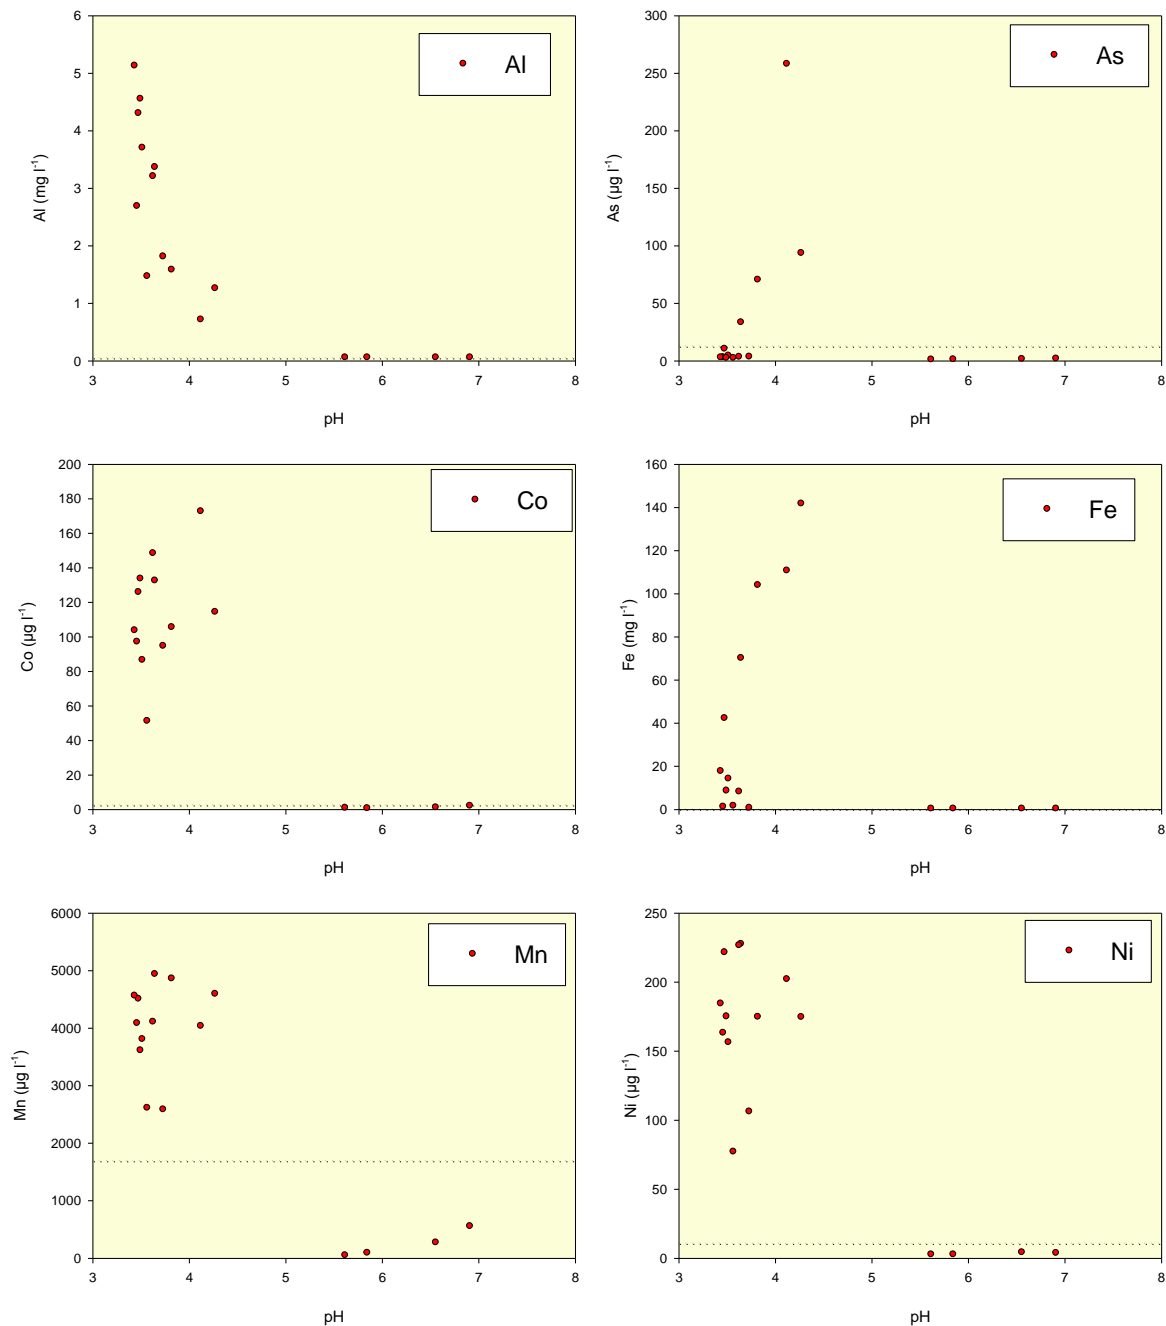 6
5
4
3
2
1
0
Al (mg l-1)
Al
3 4 5 6 7 8
pH
300
250
200
150
100
50
0
As (µg l-1)
As
3 4 5 6 7 8
pH
200
180
160
140
120
100
80
60
40
20
0
Co (µg l-1)
Co
3 4 5 6 7 8
pH
160
140
120
100
80
60
40
20
0
Fe (mg l-1)
Fe
3 4 5 6 7 8
pH
6000
5000
4000
3000
2000
1000
0
Mn (µg l-1)
Mn
3 4 5 6 7 8
pH
250
200
150
100
50
0
Ni (µg l-1)
Ni
3 4 5 6 7 8
pH